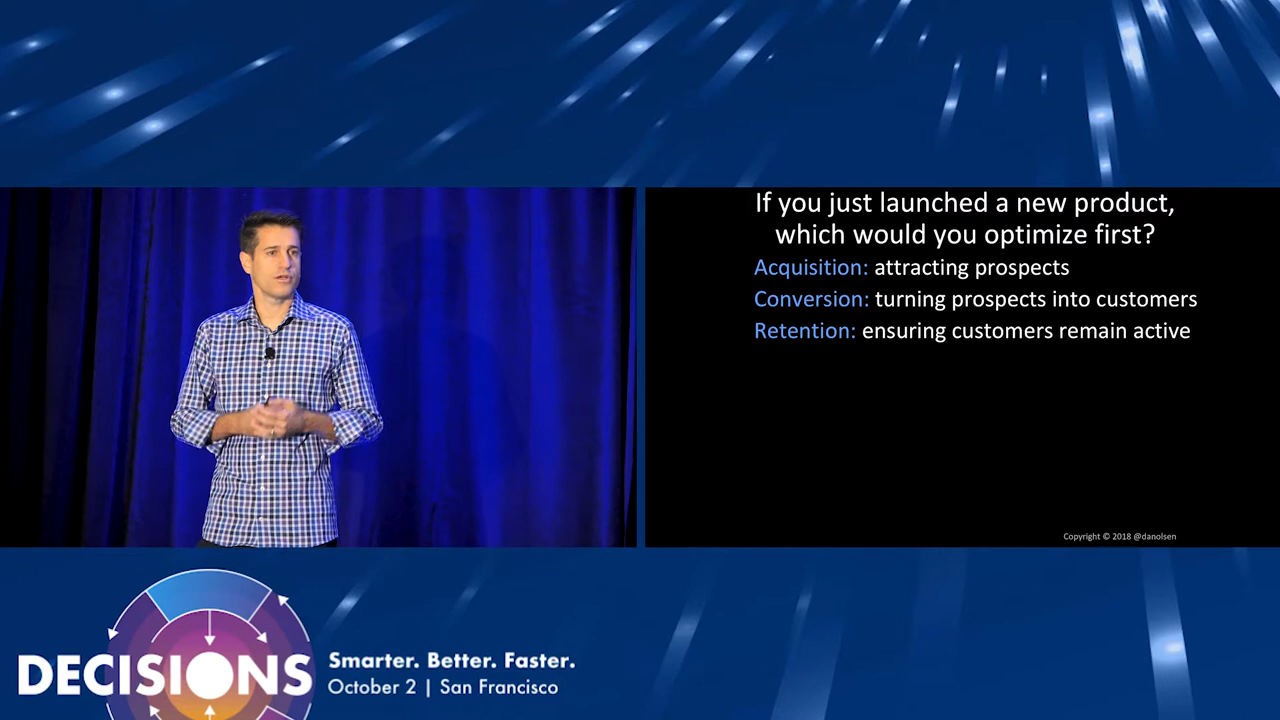 If you just launched a new product,
which would you optimize first?
Acquisition: attracting prospects
Conversion: turning prospects into customers
Retention: ensuring customers remain active
Copyright © 2018 @danolsen
DECISIONS
Smarter. Better. Faster.
October 2 | San Francisco